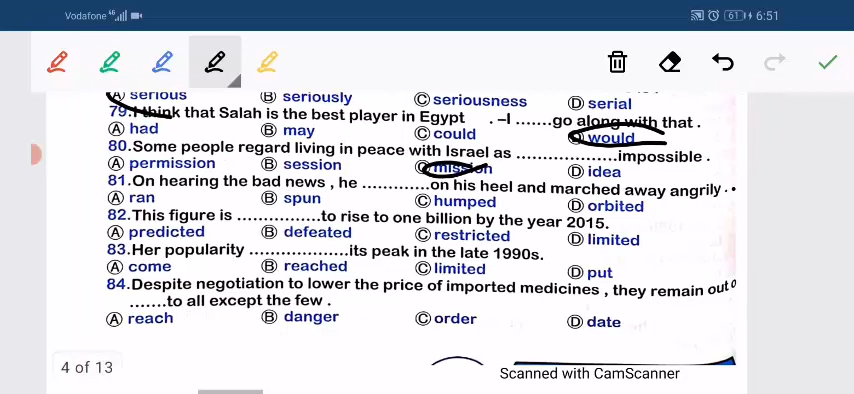 Vodafone 4G 61 6:51
A serious B seriously C seriousness D serial
79.I think that Salah is the best player in Egypt . –I .......go along with that .
A had B may C could D would
80.Some people regard living in peace with Israel as ...................impossible .
A permission B session C mission D idea
81.On hearing the bad news , he .............on his heel and marched away angrily .
A ran B spun C humped D orbited
82.This figure is ................to rise to one billion by the year 2015.
A predicted B defeated C restricted D limited
83.Her popularity ...................its peak in the late 1990s.
A come B reached C limited D put
84.Despite negotiation to lower the price of imported medicines , they remain out o
.......to all except the few .
A reach B danger C order D date
4 of 13
Scanned with CamScanner